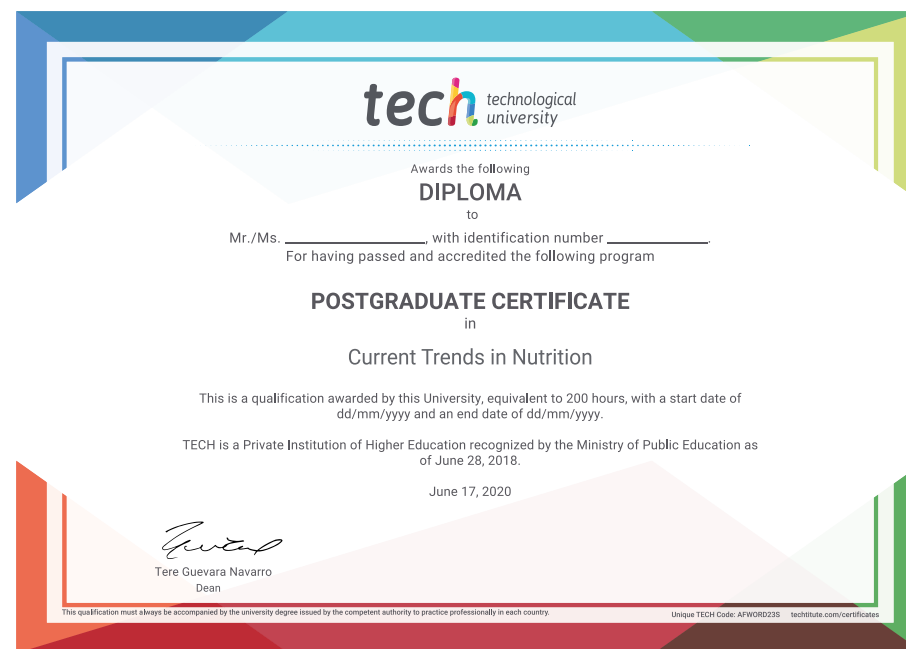 tech technological
university
Awards the following
DIPLOMA
to
Mr./Ms. ____________________, with identification number ______________.
For having passed and accredited the following program
POSTGRADUATE CERTIFICATE
in
Current Trends in Nutrition
This is a qualification awarded by this University, equivalent to 200 hours, with a start date of
dd/mm/yyyy and an end date of dd/mm/yyyy.
TECH is a Private Institution of Higher Education recognized by the Ministry of Public Education as
of June 28, 2018.
June 17, 2020
Tere Guevara Navarro
Dean
This qualification must always be accompanied by the university degree issued by the competent authority to practice professionally in each country.
Unique TECH Code: AFWORD23S techtitute.com/certificates